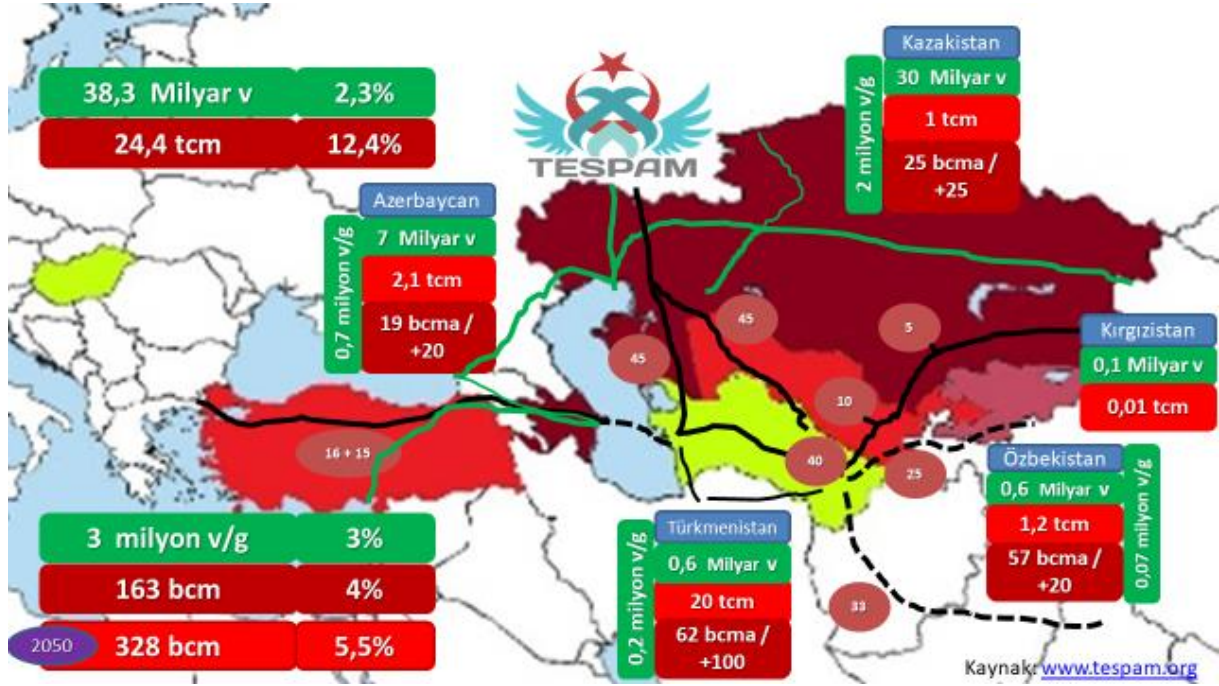 38,3 Milyar v 2,3%
24,4 tcm 12,4%
TESPAM
Kazakistan
2 milyon v/g
30 Milyar v
1 tcm
25 bcma /
+25
Azerbaycan
0,7 milyon v/g
7 Milyar v
2,1 tcm
19 bcma /
+20
45
45
5
10
40
25
33
16 + 15
Kırgızistan
0,1 Milyar v
0,01 tcm
Özbekistan
0,6 Milyar v
1,2 tcm
57 bcma /
+20
0,07 milyon v/g
Türkmenistan
0,2 milyon v/g
0,6 Milyar v
20 tcm
62 bcma /
+100
3 milyon v/g 3%
163 bcm 4%
2050 328 bcm 5,5%
Kaynak: www.tespam.org